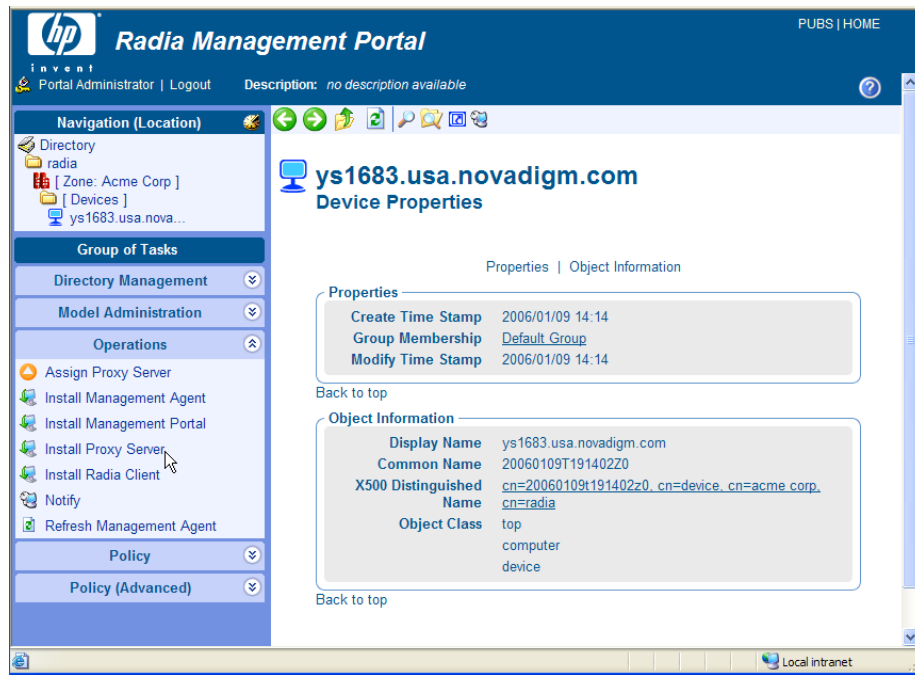 PUBS | HOME
hp
invent
Radia Management Portal
Portal Administrator | Logout
Description: no description available
Navigation (Location)
Directory
radia
[ Zone: Acme Corp ]
[ Devices ]
ys1683.usa.nova...
Group of Tasks
Directory Management
Model Administration
Operations
Assign Proxy Server
Install Management Agent
Install Management Portal
Install Proxy Server
Install Radia Client
Notify
Refresh Management Agent
Policy
Policy (Advanced)
ys1683.usa.novadigm.com
Device Properties
Properties | Object Information
Properties
Create Time Stamp 2006/01/09 14:14
Group Membership Default Group
Modify Time Stamp 2006/01/09 14:14
Back to top
Object Information
Display Name ys1683.usa.novadigm.com
Common Name 20060109T191402Z0
X500 Distinguished Name cn=20060109t191402z0, cn=device, cn=acme corp,
cn=radia
Object Class top
computer
device
Back to top
Local intranet